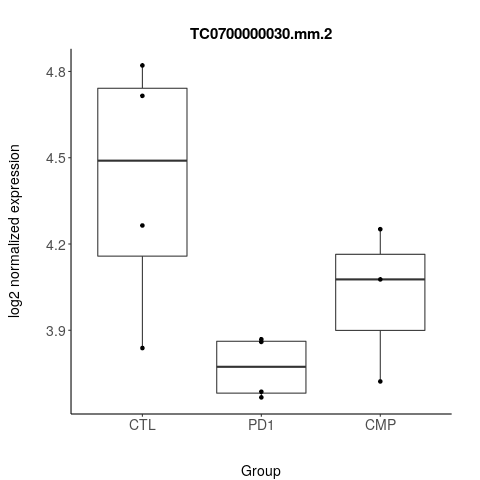 TC0700000030.mm.2
log2 normalized expression
4.8
4.5
4.2
3.9
CTL PD1 CMP
Group